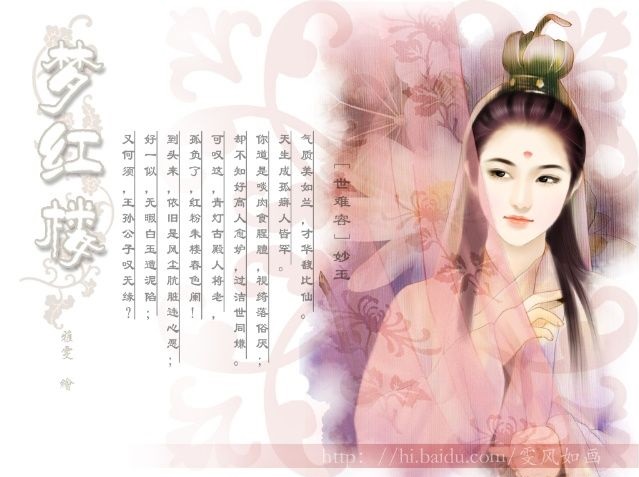 梦红楼
雅雯 繪
［世难容］妙玉
气质美如兰，才华馥比仙。
天生成孤癖人皆罕。
你道是啖肉食腥膻，视绮落俗厌；
却不知好高人愈妒，过洁世同嫌。
可叹这，青灯古殿人将老，
孤负了，红粉朱楼春色阑！
到头来，依旧是风尘肮脏违心愿；
好一似，无暇白玉遭泥陷；
又何须，王孙公子叹无缘？
http://hi.baidu.com/雯风如画